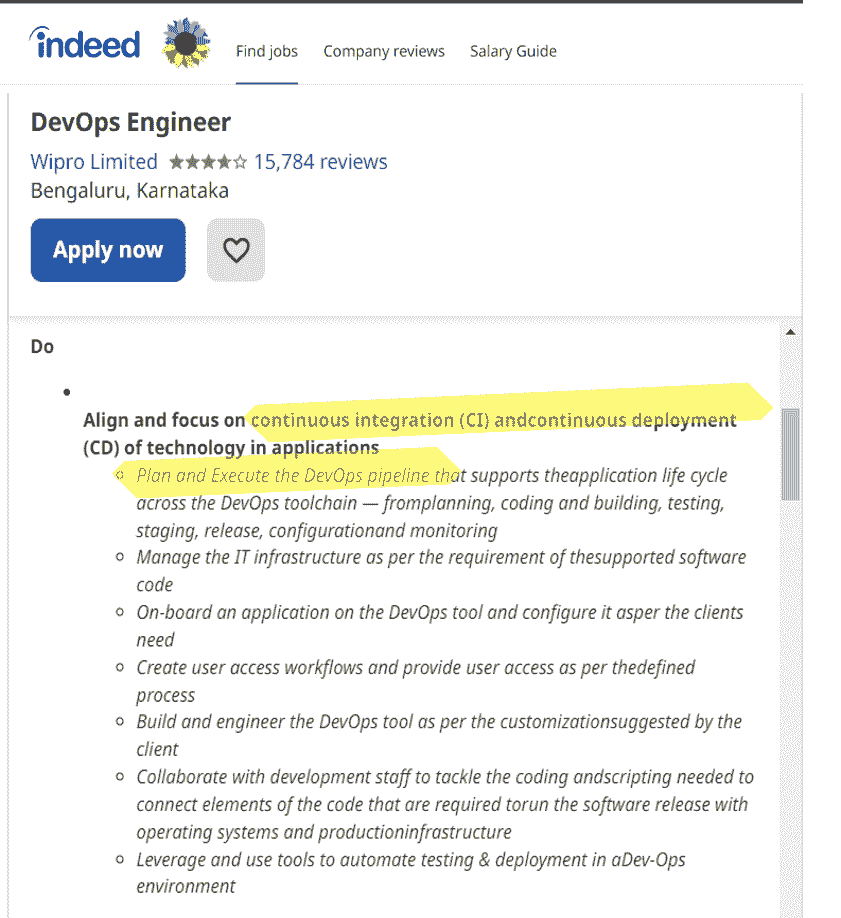 indeed
Find jobs Company reviews Salary Guide
DevOps Engineer
Wipro Limited 15,784 reviews
Bengaluru, Karnataka
Apply now
Do
Align and focus on continuous integration (CI) andcontinuous deployment
(CD) of technology in applications
Plan and Execute the DevOps pipeline that supports theapplication life cycle
across the DevOps toolchain — fromplanning, coding and building, testing,
staging, release, configurationand monitoring
Manage the IT infrastructure as per the requirement of thesupported software
code
On-board an application on the DevOps tool and configure it asper the clients
need
Create user access workflows and provide user access as per thedefined
process
Build and engineer the DevOps tool as per the customizationsuggested by the
client
Collaborate with development staff to tackle the coding andscripting needed to
connect elements of the code that are required torun the software release with
operating systems and productioninfrastructure
Leverage and use tools to automate testing & deployment in aDev-Ops
environment